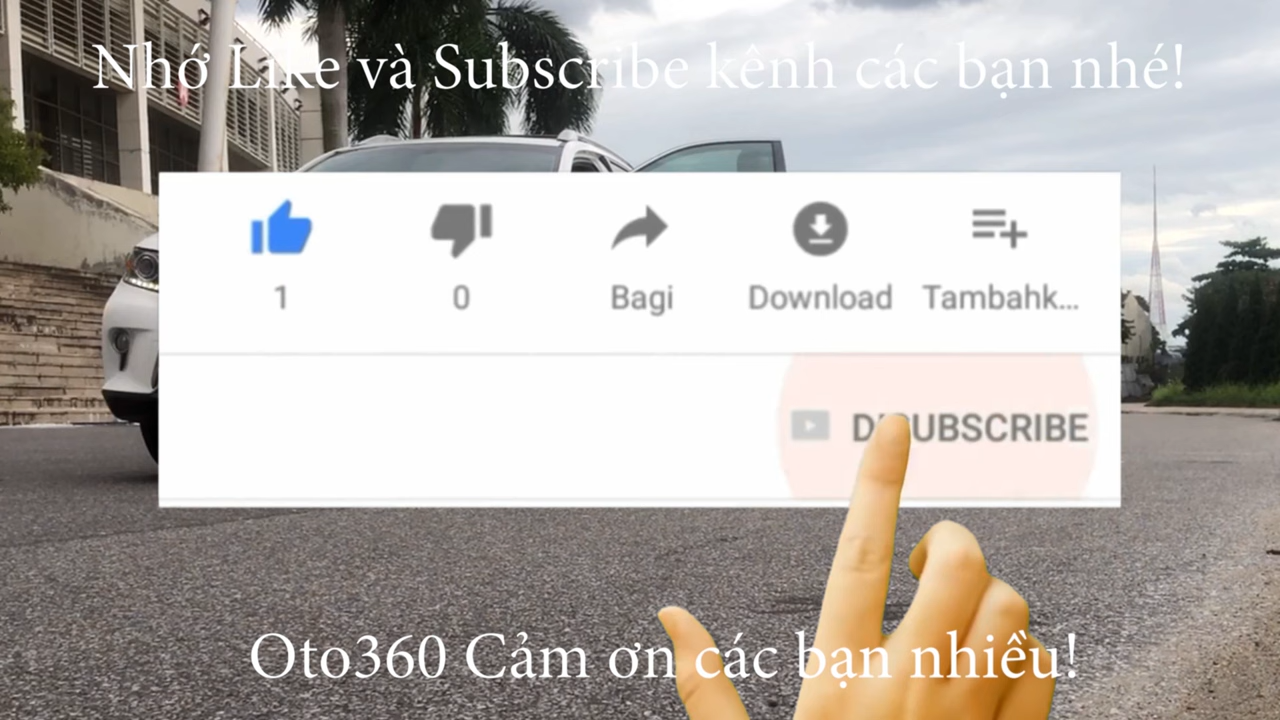 Nhớ Like và Subscribe kênh các bạn nhé!
1
0
Bagi
Download
Tambahk...
Oto360 Cảm ơn các bạn nhiều!